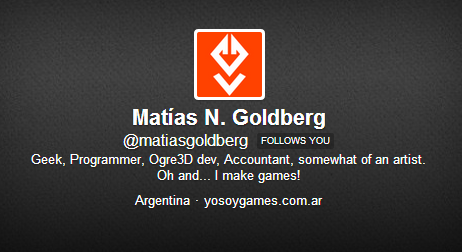 Matías N. Goldberg
@matiasgoldberg FOLLOWS YOU
Geek, Programmer, Ogre3D dev, Accountant, somewhat of an artist.
Oh and... I make games!
Argentina · yosoygames.com.ar